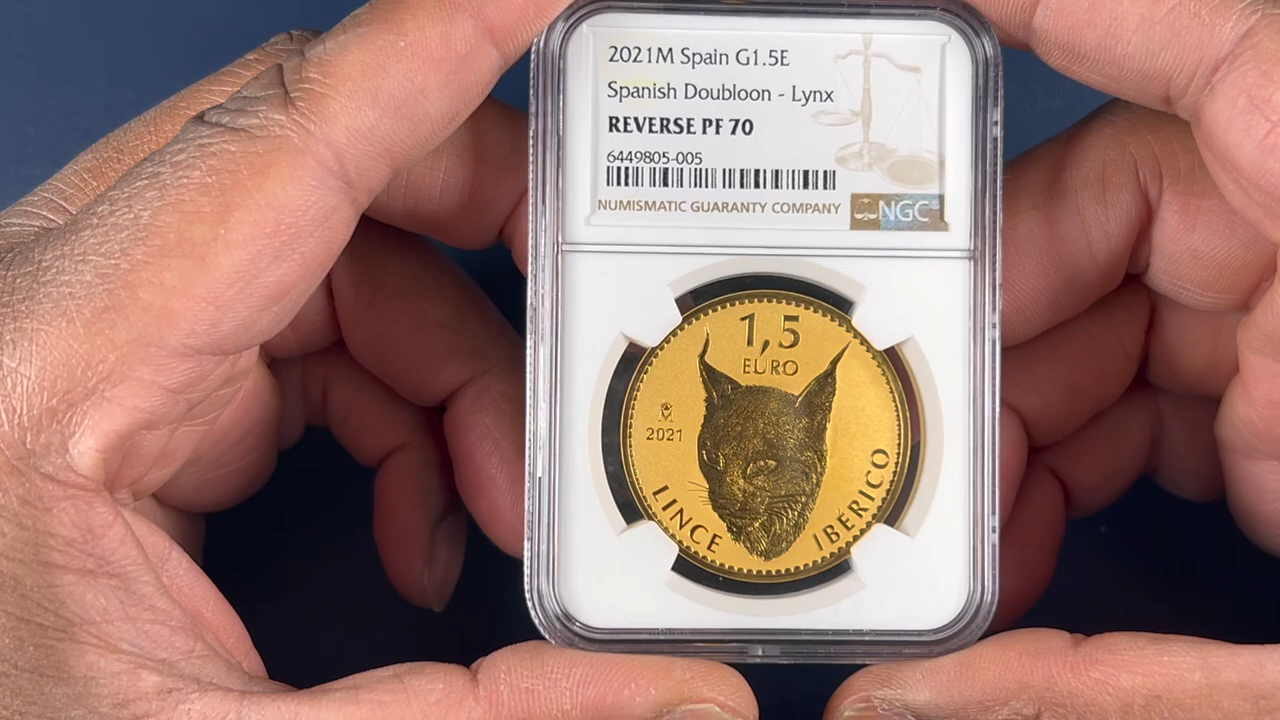 2021M Spain G1.5E
Spanish Doubloon - Lynx
REVERSE PF 70
6449805-005
NUMISMATIC GUARANTY COMPANY
NGC
1,5
EURO
M
2021
LINCE IBÉRICO